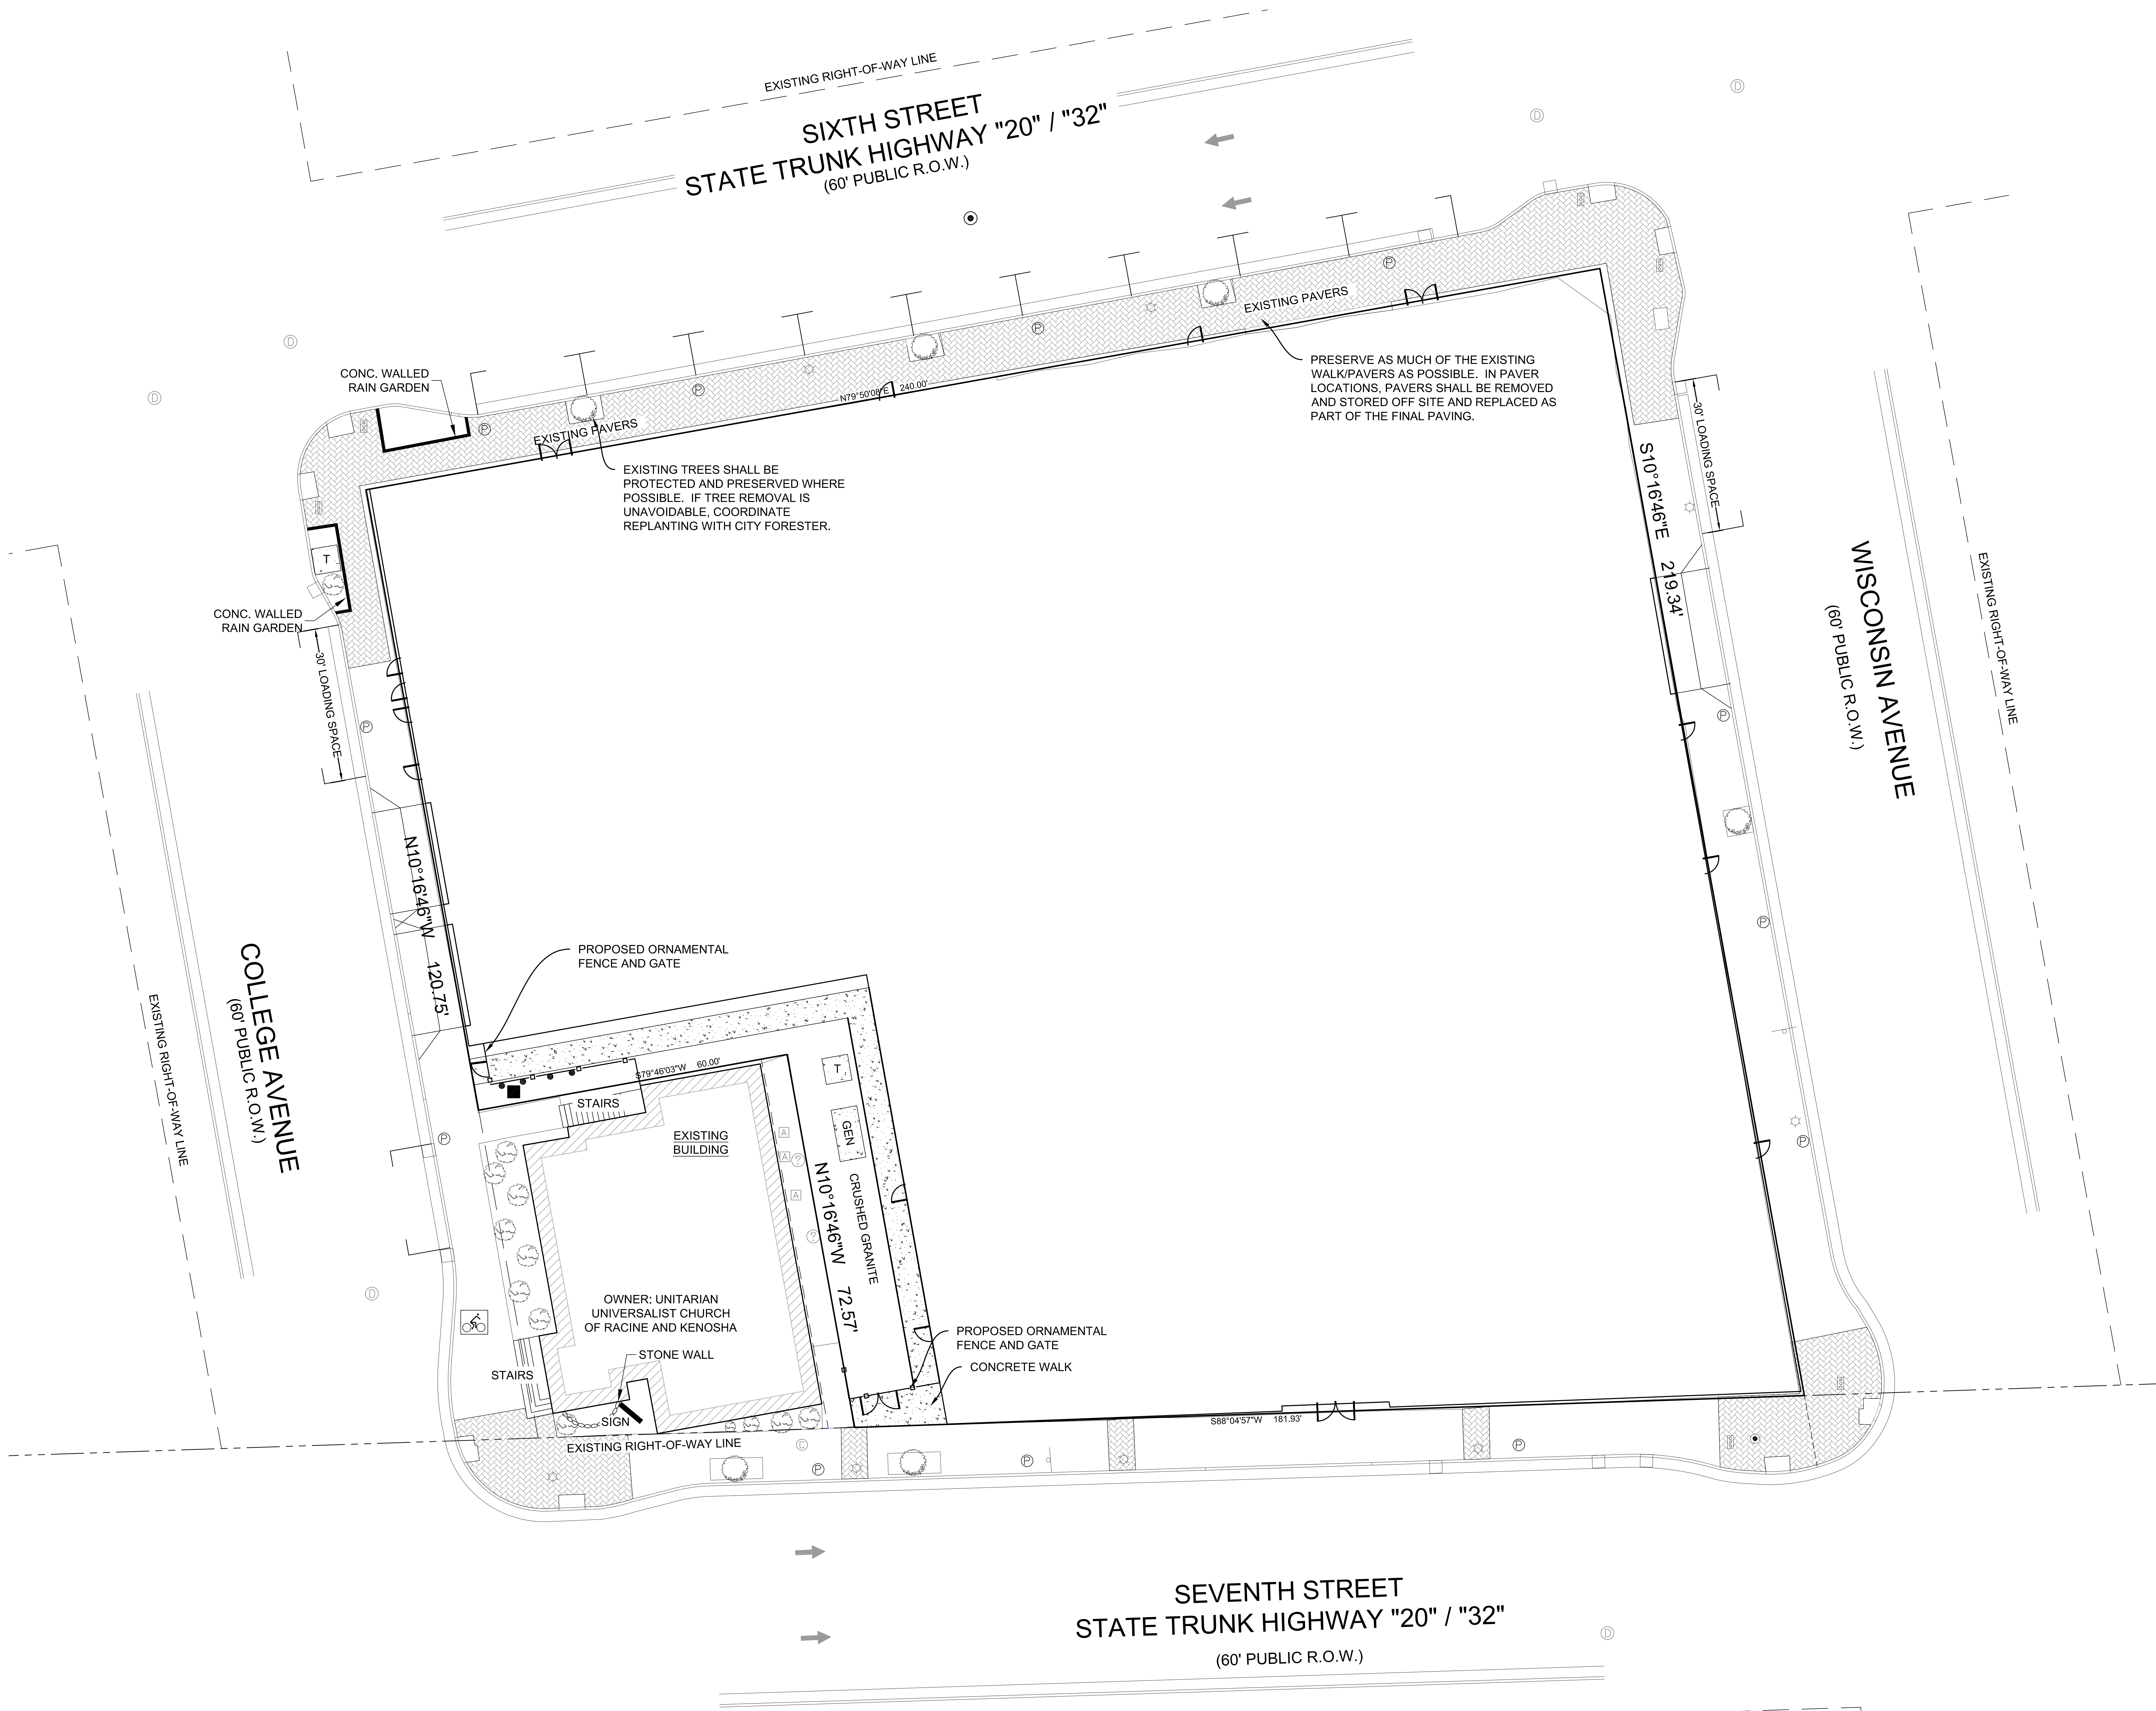 EXISTING RIGHT-OF-WAY LINE
SIXTH STREET
STATE TRUNK HIGHWAY "20" / "32"
(60' PUBLIC R.O.W.)
D
D
D
D
P
P
P
P
CONC. WALLED
RAIN GARDEN
EXISTING PAVERS
EXISTING PAVERS
N79°50'08"E 240.00'
PRESERVE AS MUCH OF THE EXISTING
WALK/PAVERS AS POSSIBLE. IN PAVER
LOCATIONS, PAVERS SHALL BE REMOVED
AND STORED OFF SITE AND REPLACED AS
PART OF THE FINAL PAVING.
EXISTING TREES SHALL BE
PROTECTED AND PRESERVED WHERE
POSSIBLE. IF TREE REMOVAL IS
UNAVOIDABLE, COORDINATE
REPLANTING WITH CITY FORESTER.
30' LOADING SPACE
S10°16'46"E 219.34'
WISCONSIN AVENUE
(60' PUBLIC R.O.W.)
EXISTING RIGHT-OF-WAY LINE
P
P
P
T
CONC. WALLED
RAIN GARDEN
30' LOADING SPACE
P
N10°16'46"W 120.75'
COLLEGE AVENUE
(60' PUBLIC R.O.W.)
EXISTING RIGHT-OF-WAY LINE
P
D
PROPOSED ORNAMENTAL
FENCE AND GATE
S79°46'03"W 60.00'
STAIRS
EXISTING
BUILDING
T
GEN
A
A
?
A
?
CRUSHED GRANITE
N10°16'46"W 72.57'
OWNER: UNITARIAN
UNIVERSALIST CHURCH
OF RACINE AND KENOSHA
STONE WALL
STAIRS
SIGN
PROPOSED ORNAMENTAL
FENCE AND GATE
CONCRETE WALK
S88°04'57"W 181.93'
EXISTING RIGHT-OF-WAY LINE
C
P
P
P
SEVENTH STREET
STATE TRUNK HIGHWAY "20" / "32"
(60' PUBLIC R.O.W.)
D